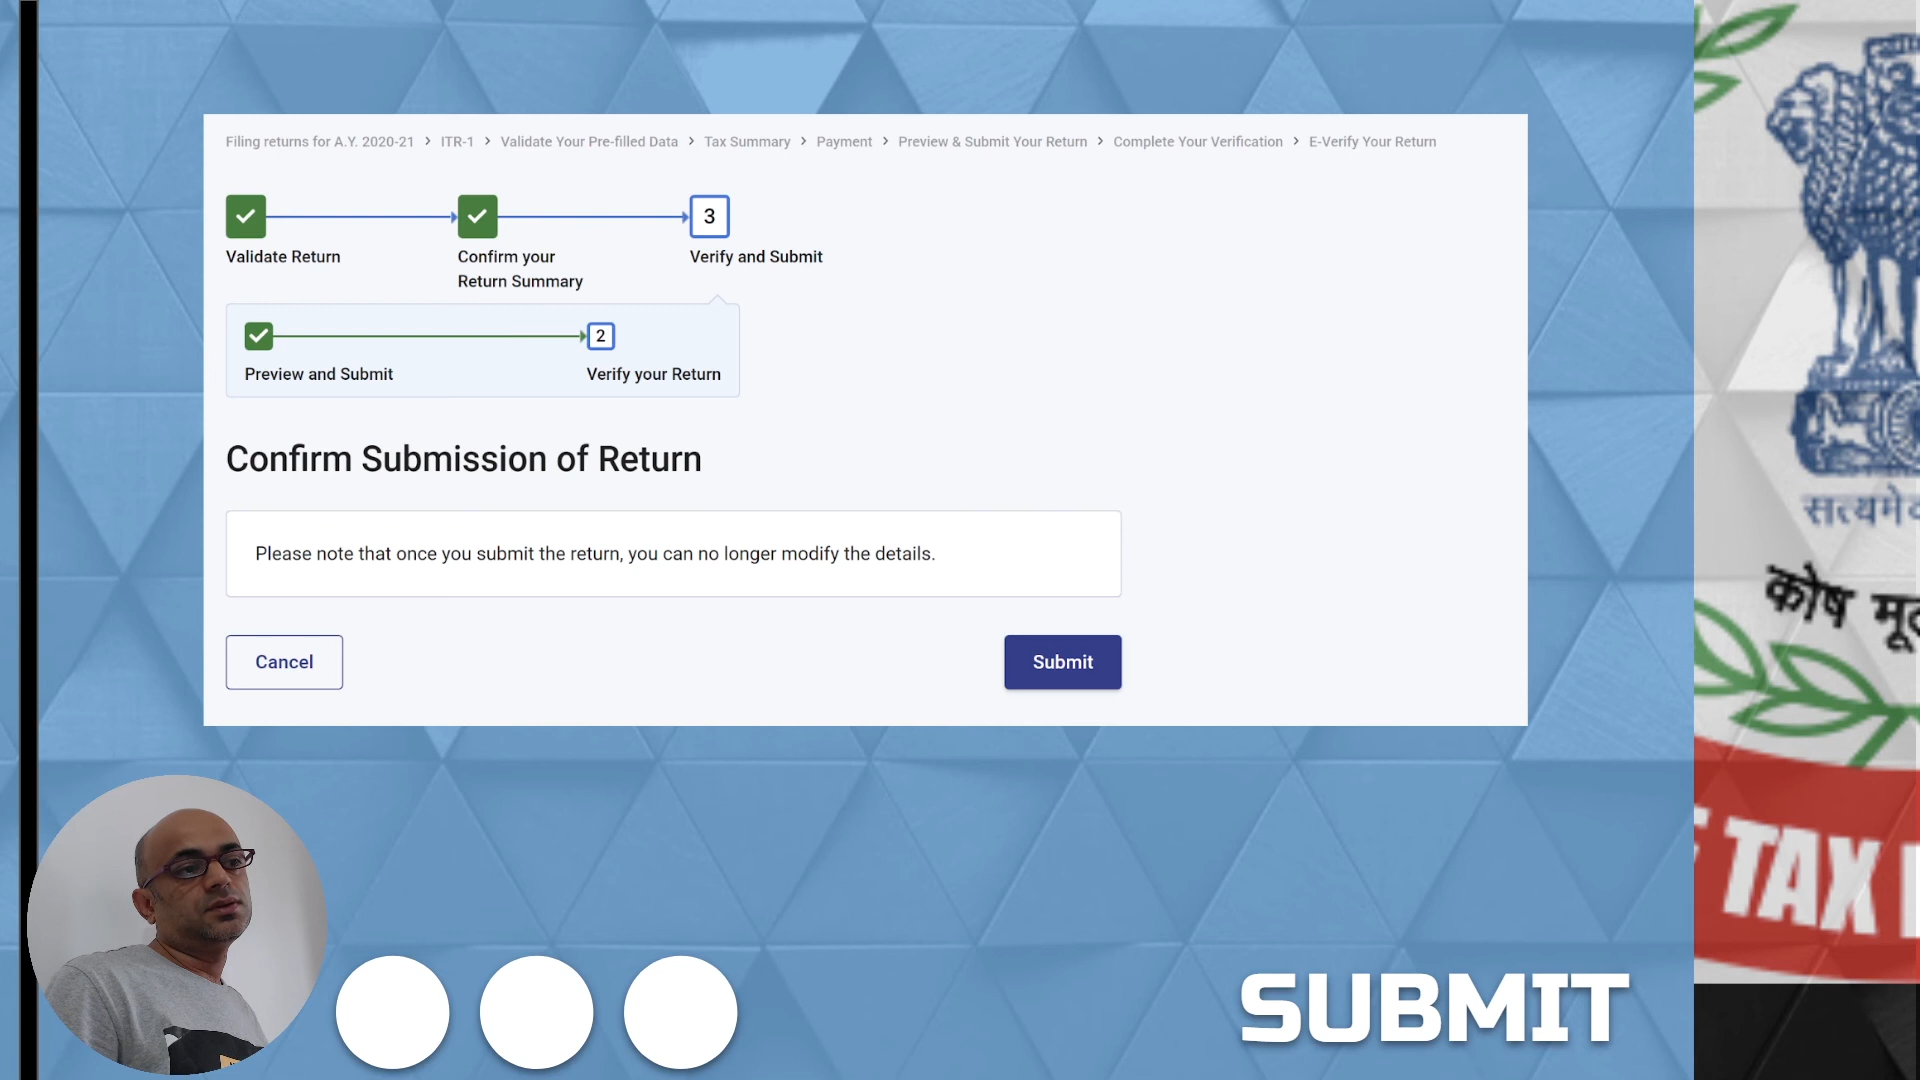 Filing returns for A.Y. 2020-21 > ITR-1 > Validate Your Pre-filled Data > Tax Summary > Payment > Preview & Submit Your Return > Complete Your Verification > E-Verify Your Return
3
Validate Return
Confirm your
Return Summary
Verify and Submit
2
Preview and Submit
Verify your Return
Confirm Submission of Return
Please note that once you submit the return, you can no longer modify the details.
Cancel
Submit
SUBMIT
कोष
TAX